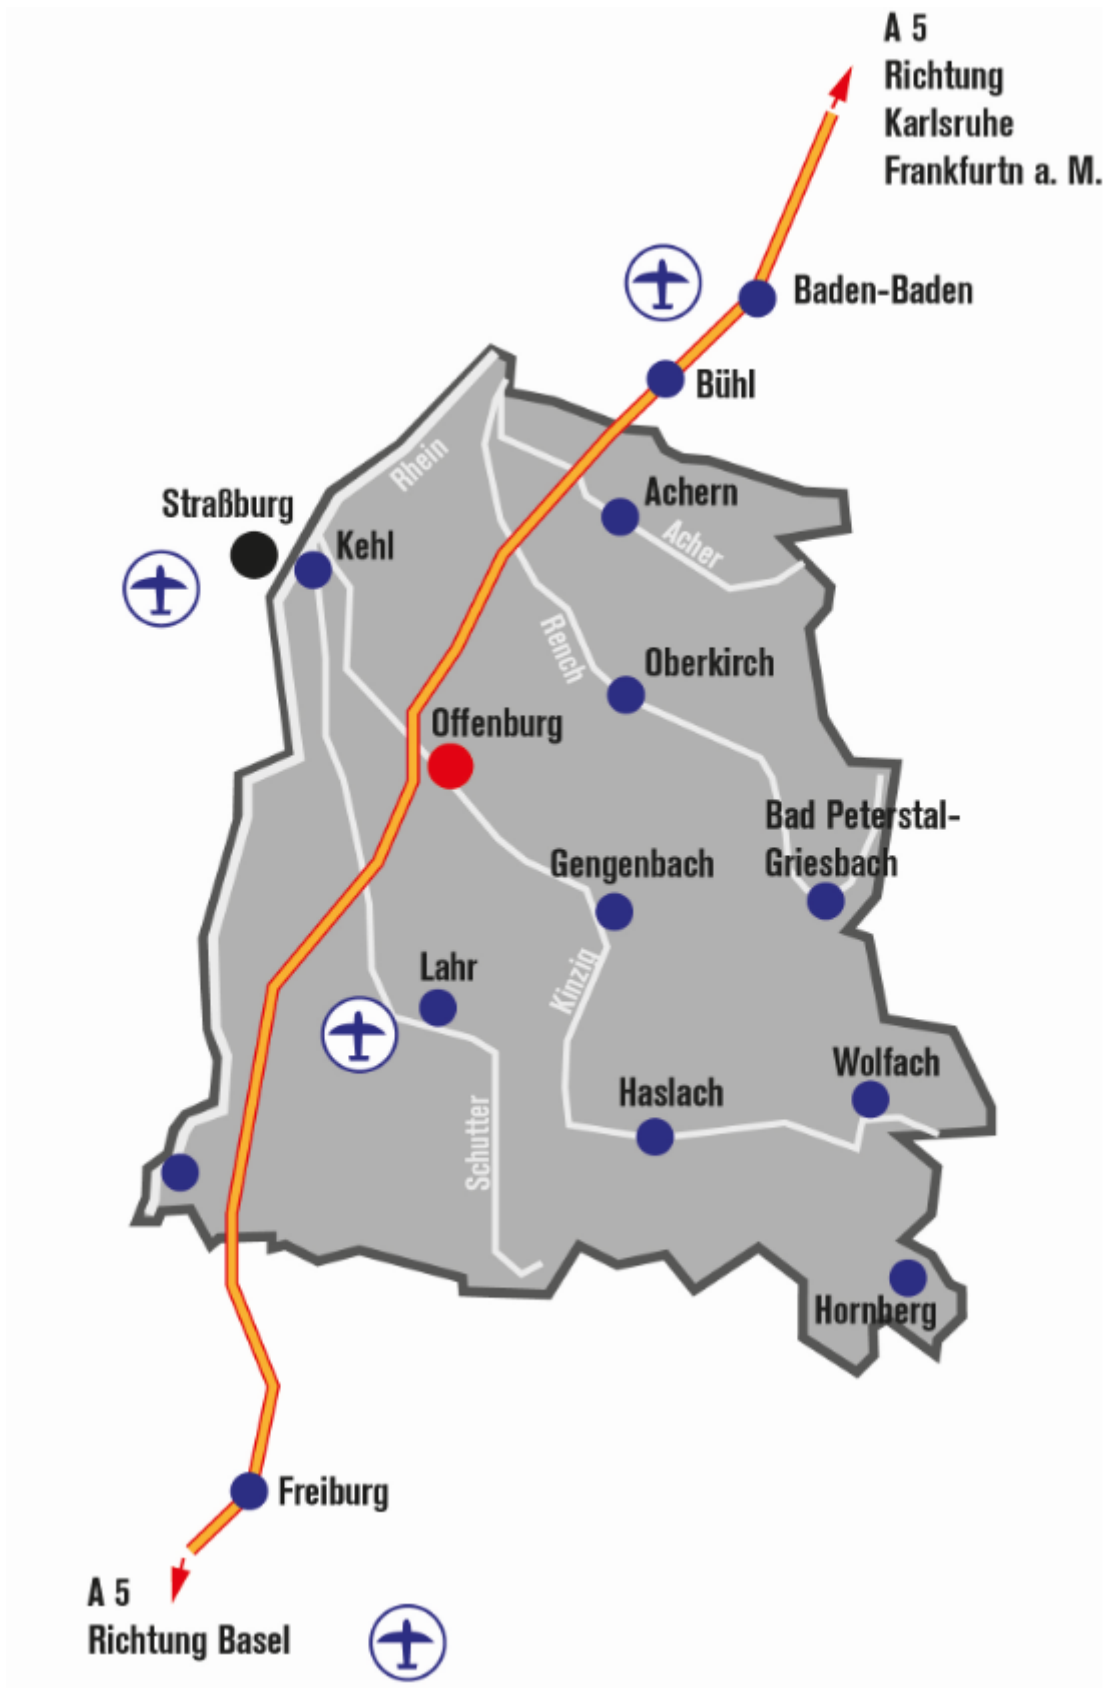 A 5
Richtung
Karlsruhe
Frankfurtn a. M.
Baden-Baden
Bühl
Rhein
Straßburg
Achern
Kehl
Acher
Rench
Oberkirch
Offenburg
Bad Peterstal-
Griesbach
Gengenbach
Lahr
Kinzig
Wolfach
Haslach
Schutter
Hornberg
Freiburg
A 5
Richtung Basel